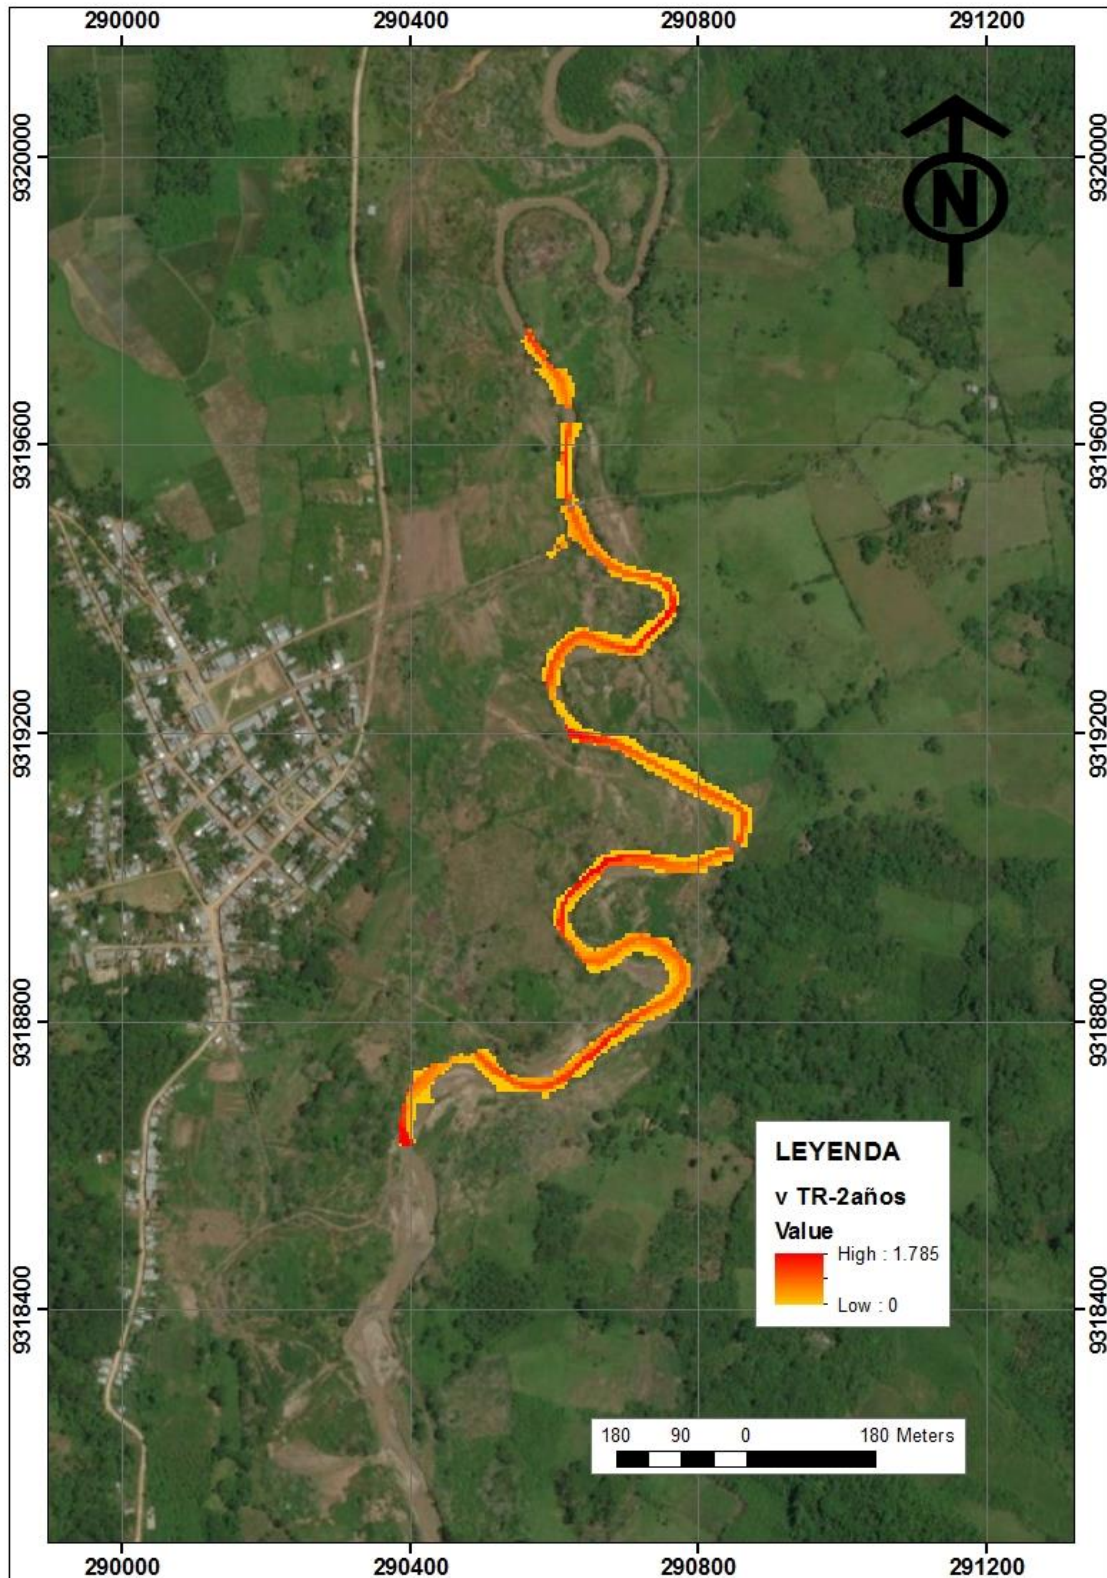 290000 290400 290800 291200
9320000 9320000
N
9319600 9319600
9319200 9319200
9318800 9318800
LEYENDA
v TR-2años
Value
High : 1.785
Low : 0
9318400 9318400
180 90 0 180 Meters
290000 290400 290800 291200